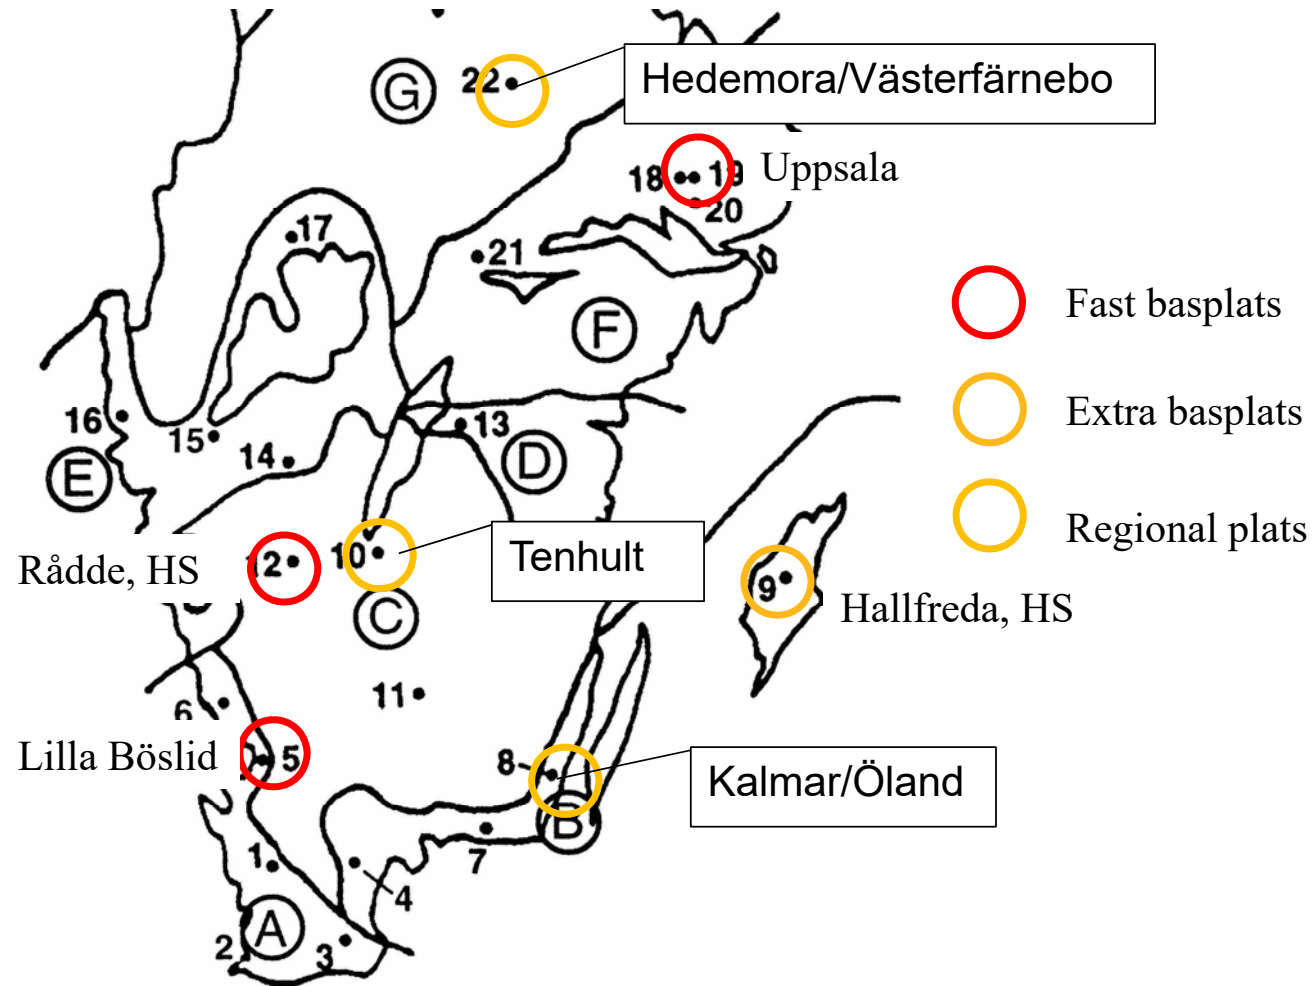 22
G
Hedemora/Västerfärnebo
18
19
Uppsala
20
17
21
Fast basplats
F
16
15
13
Extra basplats
14
D
E
Regional plats
Rådde, HS
12
10
Tenhult
9
Hallfreda, HS
C
11
6
Lilla Böslid
5
8
Kalmar/Öland
B
7
1
4
A
2
3